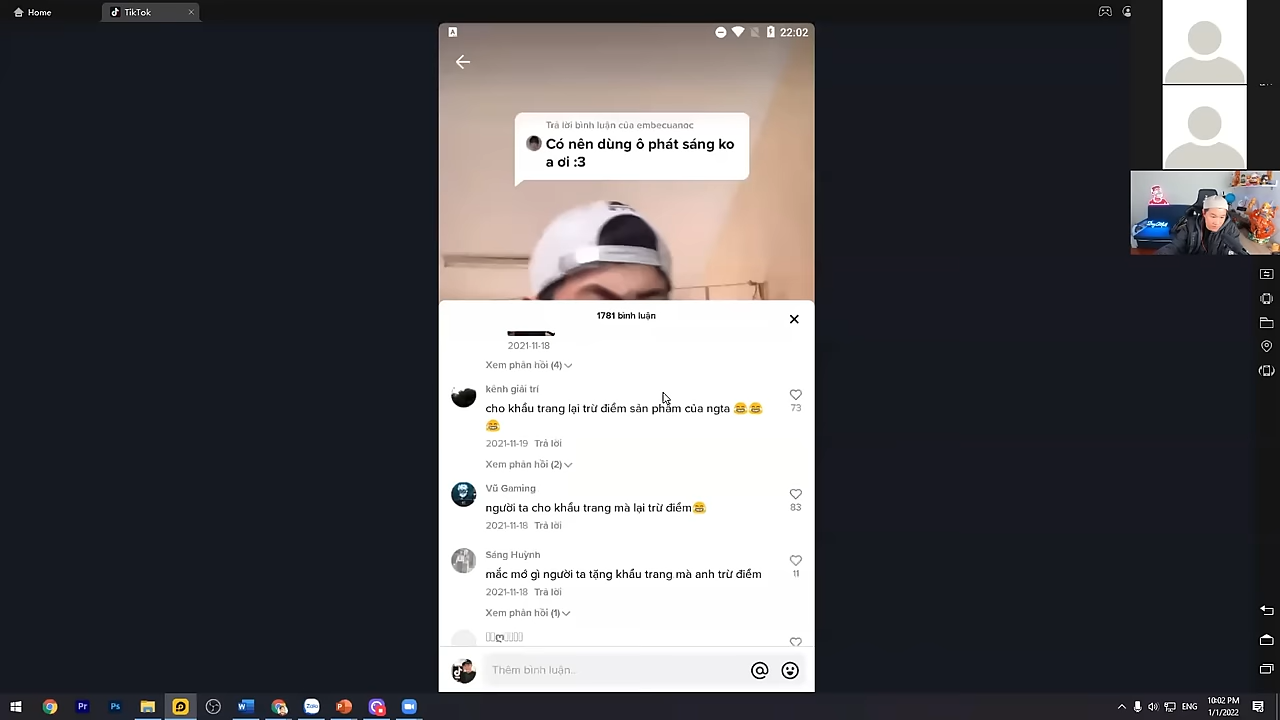 Home
TikTok
22:02
Trả lời bình luận của embecuanoc
Có nên dùng ô phát sáng ko
a ơi :3
1781 bình luận
2021-11-18
Xem phản hồi (4)
kênh giải trí
cho khẩu trang lại trừ điểm sản phẩm của ngta 😂😂
😂
73
2021-11-19 Trả lời
Xem phản hồi (2)
Vũ Gaming
người ta cho khẩu trang mà lại trừ điểm😂
83
2021-11-18 Trả lời
Sáng Huỳnh
mắc mớ gì người ta tặng khẩu trang mà anh trừ điểm
11
2021-11-18 Trả lời
Xem phản hồi (1)
Thêm bình luận...
ENG
10:02 PM
1/1/2022